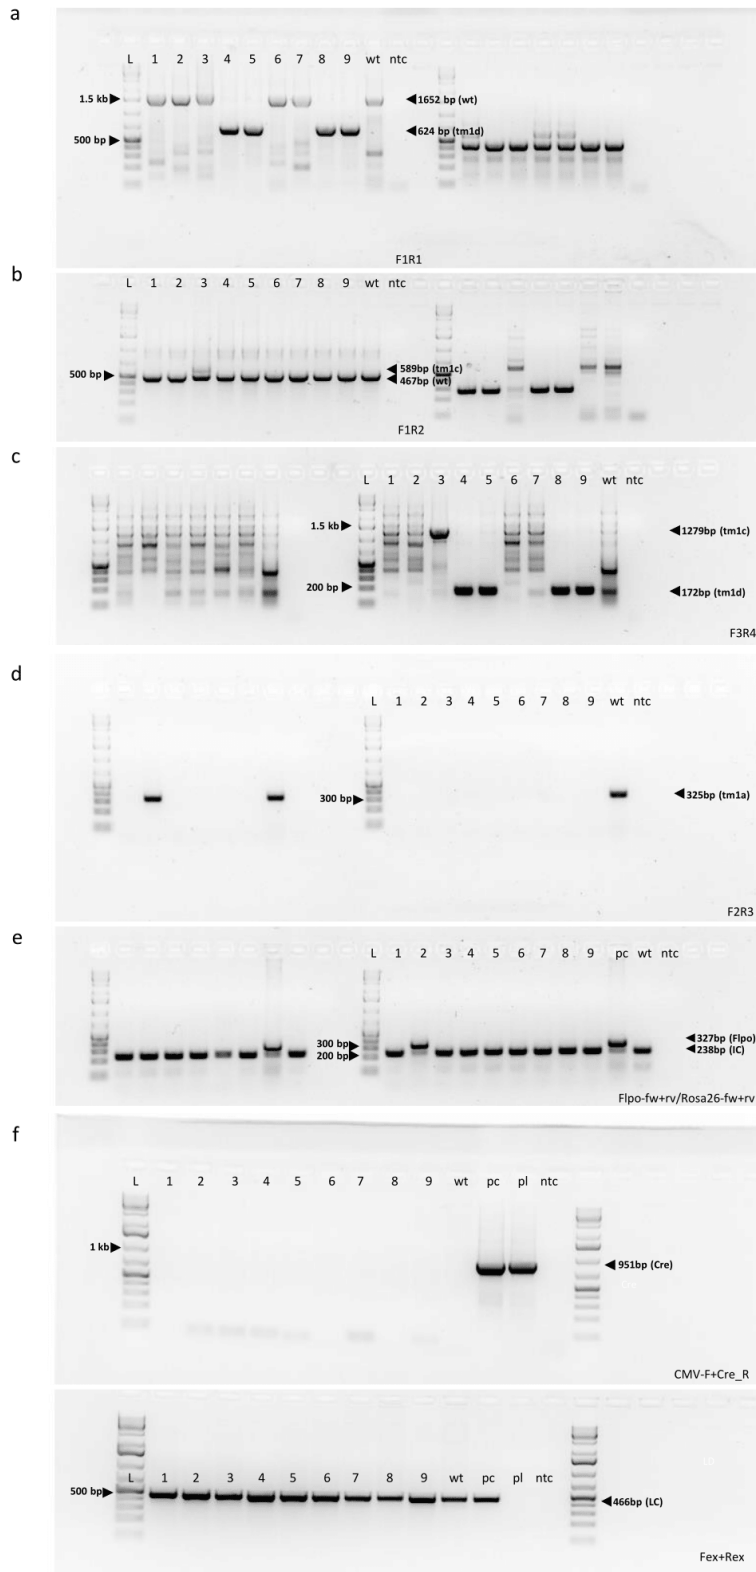 a
L 1 2 3 4 5 6 7 8 9 wt ntc
1.5 kb
1652 bp (wt)
624 bp (tm1d)
500 bp
F1R1
b
L 1 2 3 4 5 6 7 8 9 wt ntc
589bp (tm1c)
500 bp
467bp (wt)
F1R2
c
L 1 2 3 4 5 6 7 8 9 wt ntc
1.5 kb
1279bp (tm1c)
200 bp
172bp (tm1d)
F3R4
d
L 1 2 3 4 5 6 7 8 9 wt ntc
300 bp
325bp (tm1a)
F2R3
e
L 1 2 3 4 5 6 7 8 9 pc wt ntc
327bp (Flpo)
300 bp
238bp (IC)
200 bp
Flpo-fw+rv/Rosa26-fw+rv
f
L 1 2 3 4 5 6 7 8 9 wt pc pl ntc
1 kb
951bp (Cre)
CMV-F+Cre_R
L 1 2 3 4 5 6 7 8 9 wt pc pl ntc
500 bp
466bp (LC)
Fex+Rex